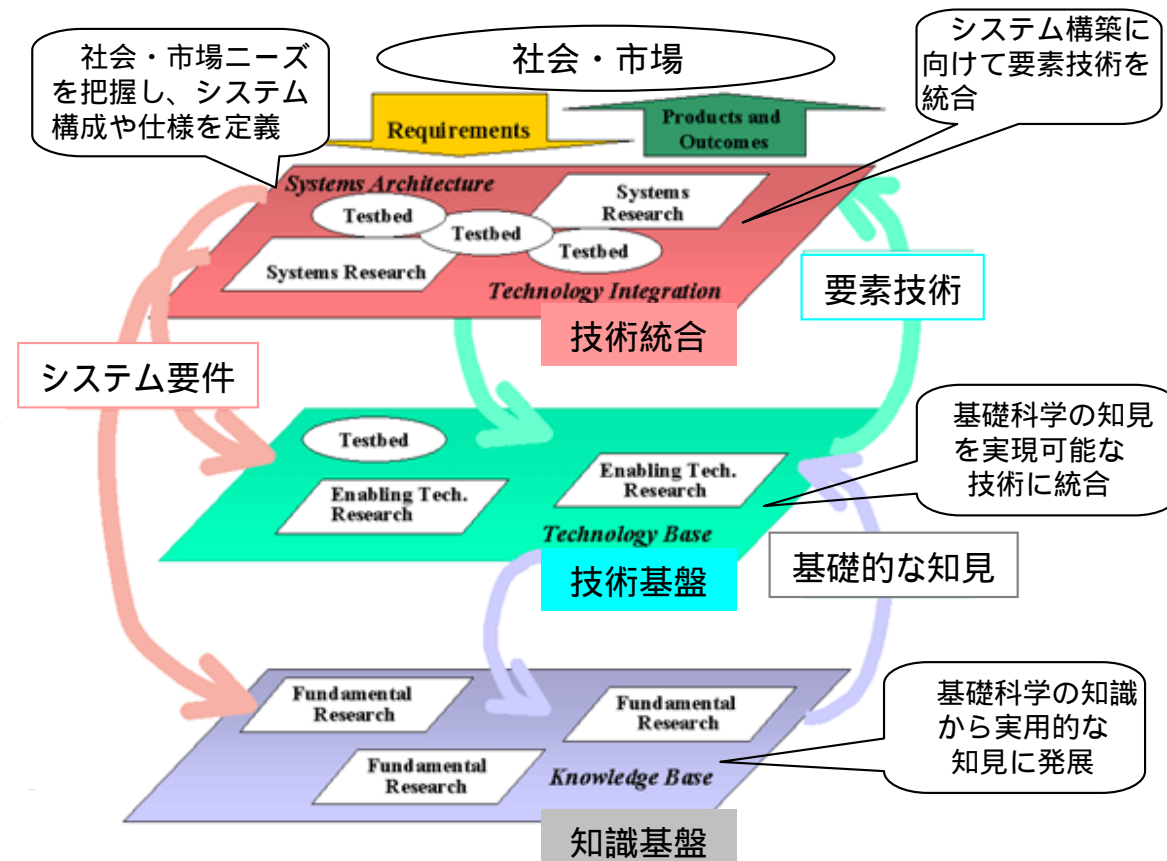 社会・市場
社会・市場ニーズ
を把握し、システム
構成や仕様を定義
システム構築に
向けて要素技術を
統合
Requirements
Products and
Outcomes
Systems Architecture
Testbed
Testbed
Testbed
Systems
Research
Systems Research
Technology Integration
技術統合
要素技術
システム要件
Testbed
Enabling Tech.
Research
Enabling Tech.
Research
Technology Base
技術基盤
基礎科学の知見
を実現可能な
技術に統合
基礎的な知見
Fundamental
Research
Fundamental
Research
Fundamental
Research
Knowledge Base
知識基盤
基礎科学の知識
から実用的な
知見に発展